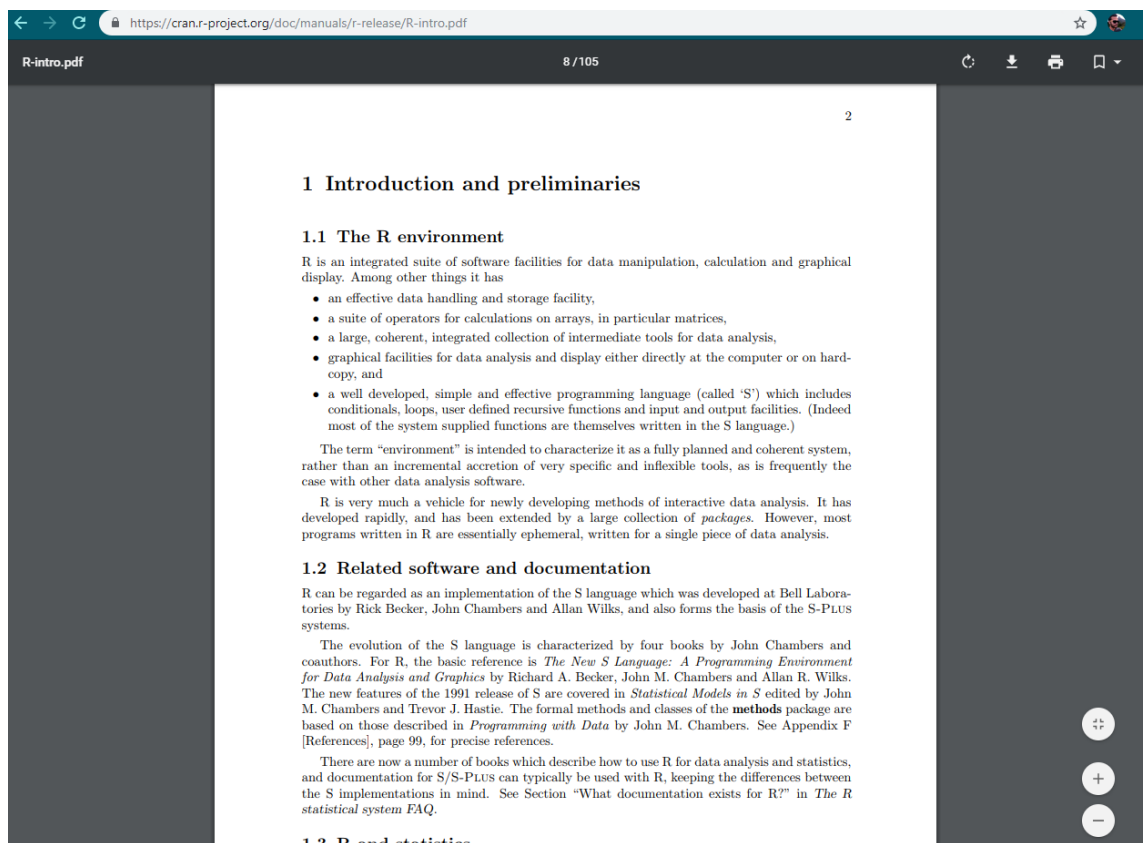 https://cran.r-project.org/doc/manuals/r-release/R-intro.pdf
R-intro.pdf
8 / 105
2
1 Introduction and preliminaries
1.1 The R environment
R is an integrated suite of software facilities for data manipulation, calculation and graphical
display. Among other things it has
• an effective data handling and storage facility,
• a suite of operators for calculations on arrays, in particular matrices,
• a large, coherent, integrated collection of intermediate tools for data analysis,
• graphical facilities for data analysis and display either directly at the computer or on hard-
copy, and
• a well developed, simple and effective programming language (called ‘S’) which includes
conditionals, loops, user defined recursive functions and input and output facilities. (Indeed
most of the system supplied functions are themselves written in the S language.)
The term “environment” is intended to characterize it as a fully planned and coherent system,
rather than an incremental accretion of very specific and inflexible tools, as is frequently the
case with other data analysis software.
R is very much a vehicle for newly developing methods of interactive data analysis. It has
developed rapidly, and has been extended by a large collection of packages. However, most
programs written in R are essentially ephemeral, written for a single piece of data analysis.
1.2 Related software and documentation
R can be regarded as an implementation of the S language which was developed at Bell Labora-
tories by Rick Becker, John Chambers and Allan Wilks, and also forms the basis of the S-PLUS
systems.
The evolution of the S language is characterized by four books by John Chambers and
coauthors. For R, the basic reference is The New S Language: A Programming Environment
for Data Analysis and Graphics by Richard A. Becker, John M. Chambers and Allan R. Wilks.
The new features of the 1991 release of S are covered in Statistical Models in S edited by John
M. Chambers and Trevor J. Hastie. The formal methods and classes of the methods package are
based on those described in Programming with Data by John M. Chambers. See Appendix F
[References], page 99, for precise references.
There are now a number of books which describe how to use R for data analysis and statistics,
and documentation for S/S-PLUS can typically be used with R, keeping the differences between
the S implementations in mind. See Section “What documentation exists for R?” in The R
statistical system FAQ.
1.3 R and statistics